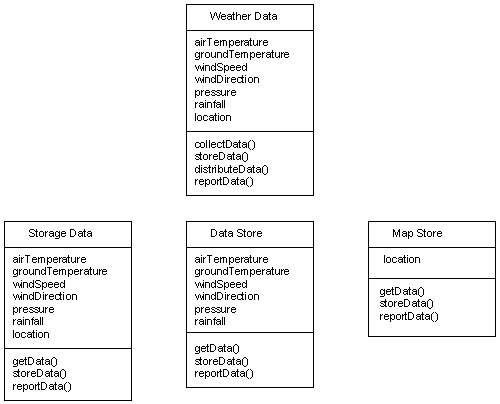 Weather Data
airTemperature
groundTemperature
windSpeed
windDirection
pressure
rainfall
location
collectData()
storeData()
distributeData()
reportData()
Storage Data
airTemperature
groundTemperature
windSpeed
windDirection
pressure
rainfall
location
getData()
storeData()
reportData()
Data Store
airTemperature
groundTemperature
windSpeed
windDirection
pressure
rainfall
getData()
storeData()
reportData()
Map Store
location
getData()
storeData()
reportData()